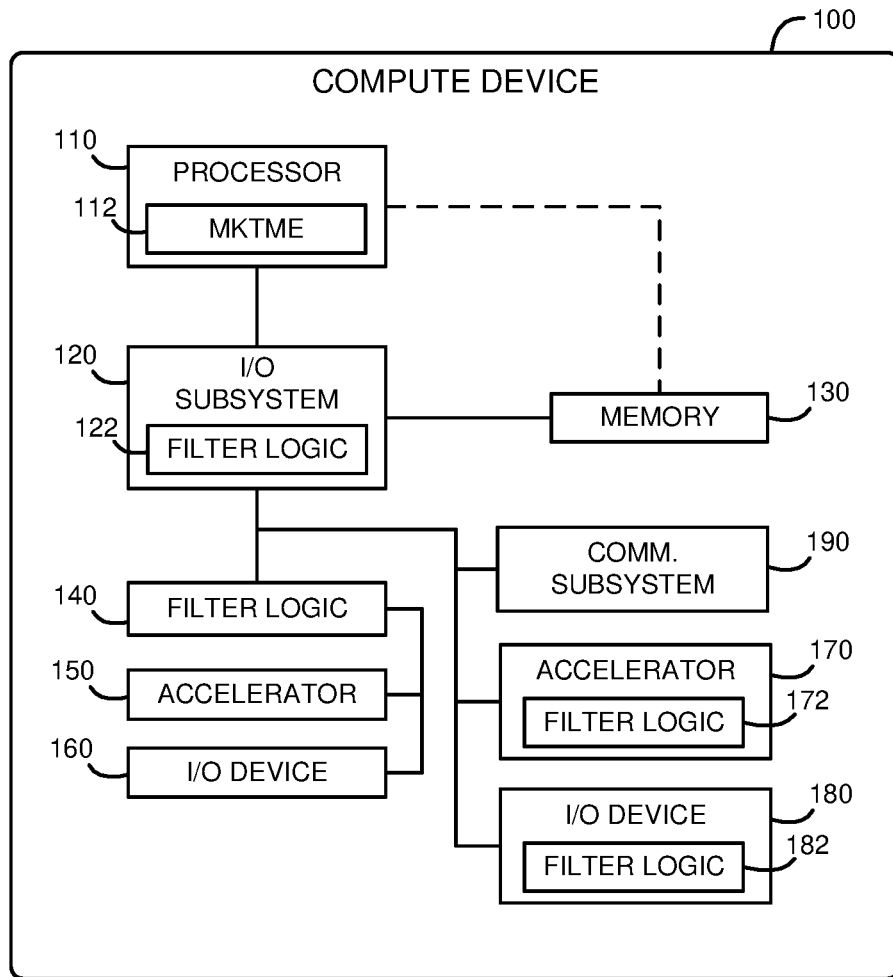 100
COMPUTE DEVICE
110
PROCESSOR
112
MKTME
120
I/O
SUBSYSTEM
122
FILTER LOGIC
MEMORY
130
COMM.
SUBSYSTEM
190
140
FILTER LOGIC
150
ACCELERATOR
160
I/O DEVICE
ACCELERATOR
170
FILTER LOGIC
172
I/O DEVICE
180
FILTER LOGIC
182